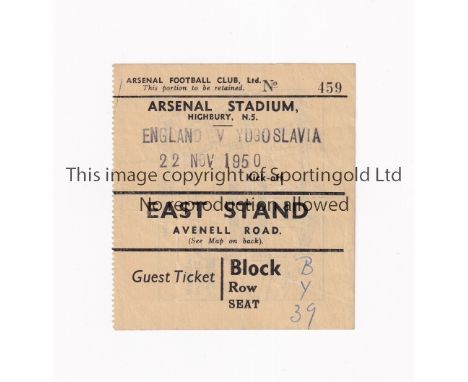 ARSENAL FOOTBALL CLUB, Ltd.
This portion to be retained.
No 459
ARSENAL STADIUM,
HIGHBURY, N.5.
ENGLAND V YUGOSLAVIA
22 NOV 1950
This image copyright of Sportingold Ltd
Kick-off
No reproduction allowed
EAST STAND
AVENELL ROAD.
(See Map on back).
Guest Ticket
Block B
Row Y
SEAT 39